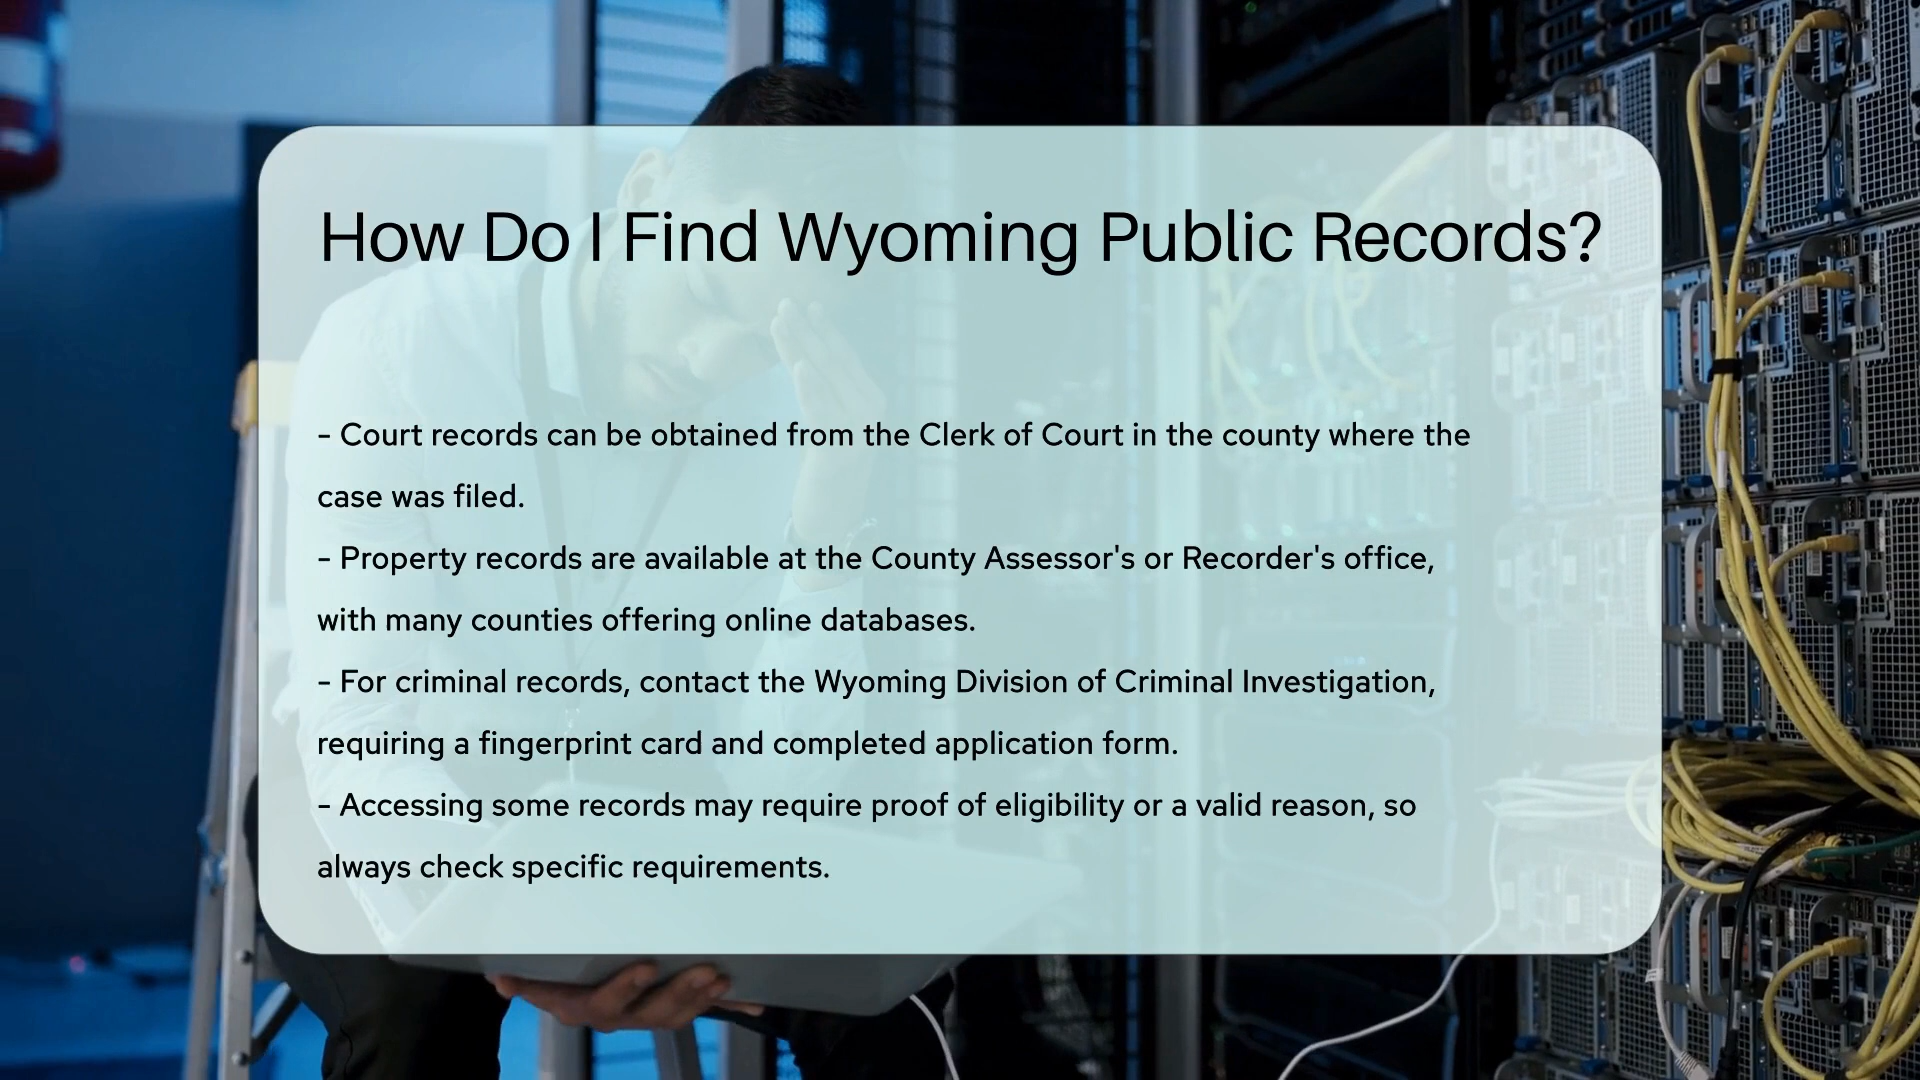 How Do I Find Wyoming Public Records?
- Court records can be obtained from the Clerk of Court in the county where the
case was filed.
- Property records are available at the County Assessor's or Recorder's office,
with many counties offering online databases.
- For criminal records, contact the Wyoming Division of Criminal Investigation,
requiring a fingerprint card and completed application form.
- Accessing some records may require proof of eligibility or a valid reason, so
always check specific requirements.